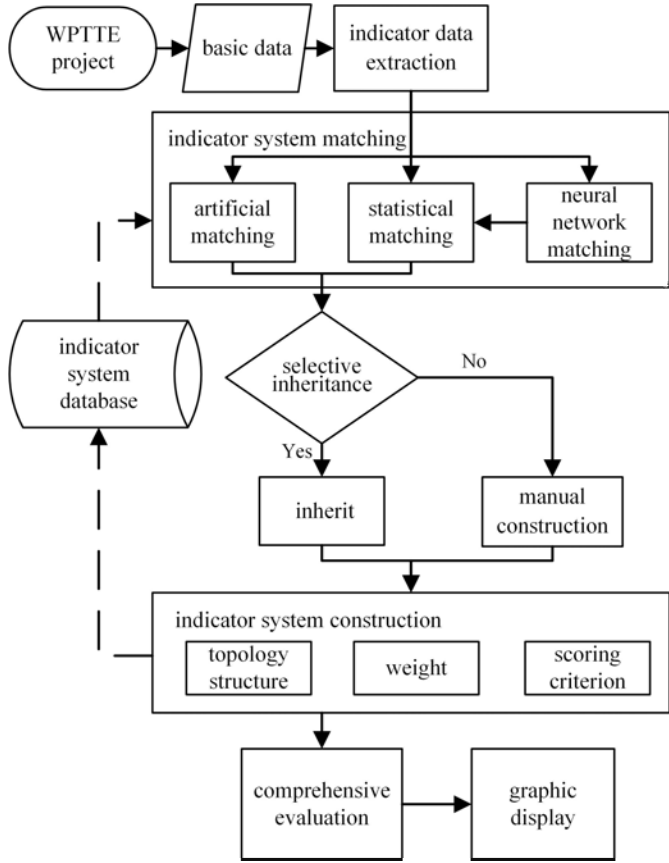 WPTTE
project
basic data
indicator data
extraction
indicator system matching
artificial
matching
statistical
matching
neural
network
matching
indicator
system
database
selective
inheritance
No
Yes
inherit
manual
construction
indicator system construction
topology
structure
weight
scoring
criterion
comprehensive
evaluation
graphic
display